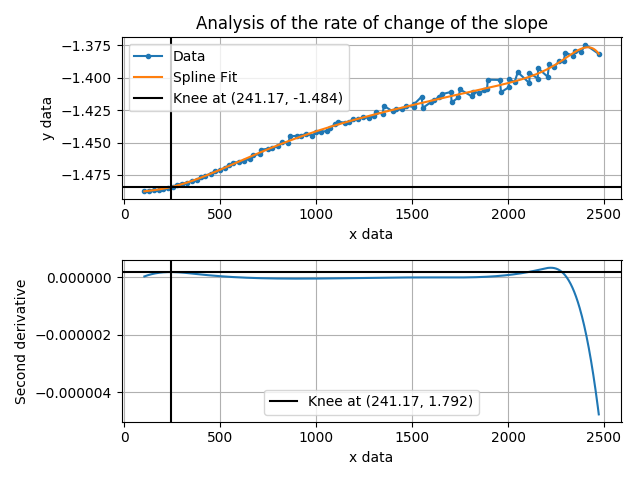 Analysis of the rate of change of the slope
−1.375
−1.400
−1.425
−1.450
−1.475
y data
Data
Spline Fit
Knee at (241.17, -1.484)
0 500 1000 1500 2000 2500
x data
0.000000
−0.000002
−0.000004
Second derivative
Knee at (241.17, 1.792)
0 500 1000 1500 2000 2500
x data